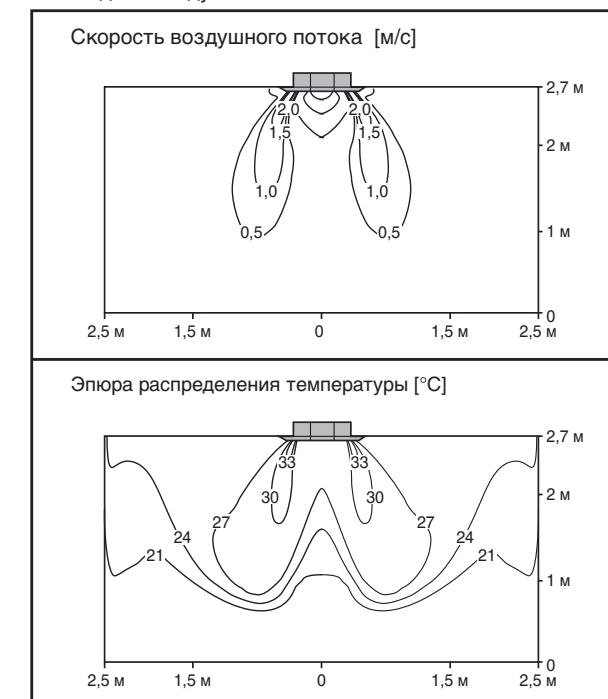 Скорость воздушного потока [м/с]
2,7 м
2,0 2,0
1,5 1,5
2 м
1,0 1,0
0,5 0,5
1 м
0
2,5 м 1,5 м 0 1,5 м 2,5 м
Эпюра распределения температуры [°C]
2,7 м
33 33
30 30
2 м
27 27
24 24
21 21
1 м
0
2,5 м 1,5 м 0 1,5 м 2,5 м